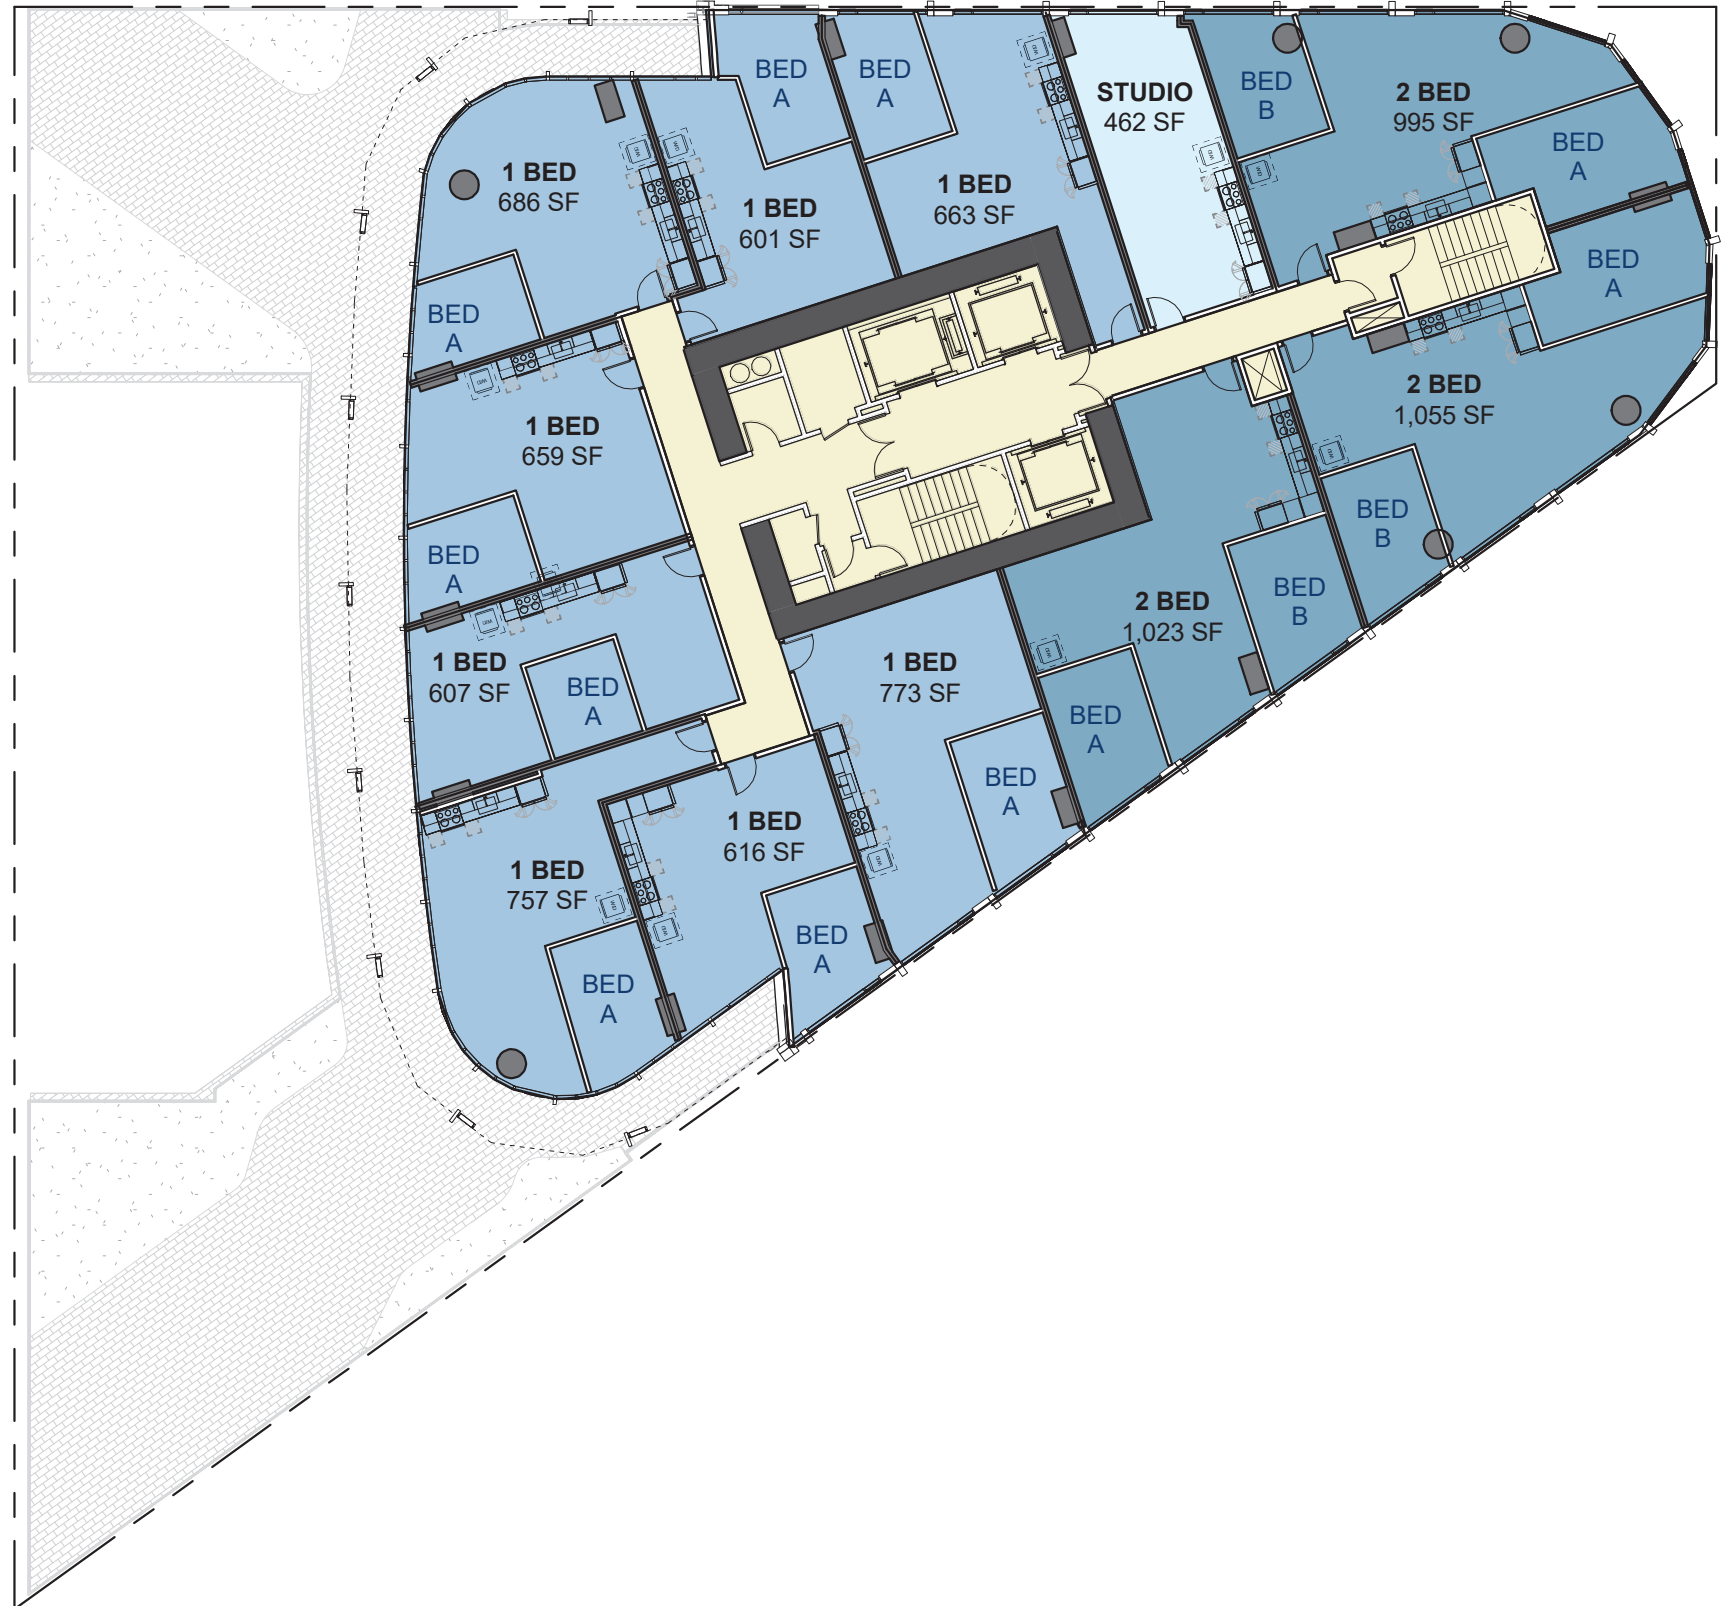 BED
A
BED
A
STUDIO
462 SF
BED
B
2 BED
995 SF
BED
A
1 BED
686 SF
1 BED
601 SF
1 BED
663 SF
BED
A
BED
A
2 BED
1,055 SF
1 BED
659 SF
BED
A
BED
B
BED
B
2 BED
1,023 SF
1 BED
607 SF
BED
A
1 BED
773 SF
BED
A
BED
A
1 BED
616 SF
1 BED
757 SF
BED
A
BED
A
W/D
W/D
W/D
W/D
W/D
W/D
W/D
W/D
W/D
W/D
W/D
W/D